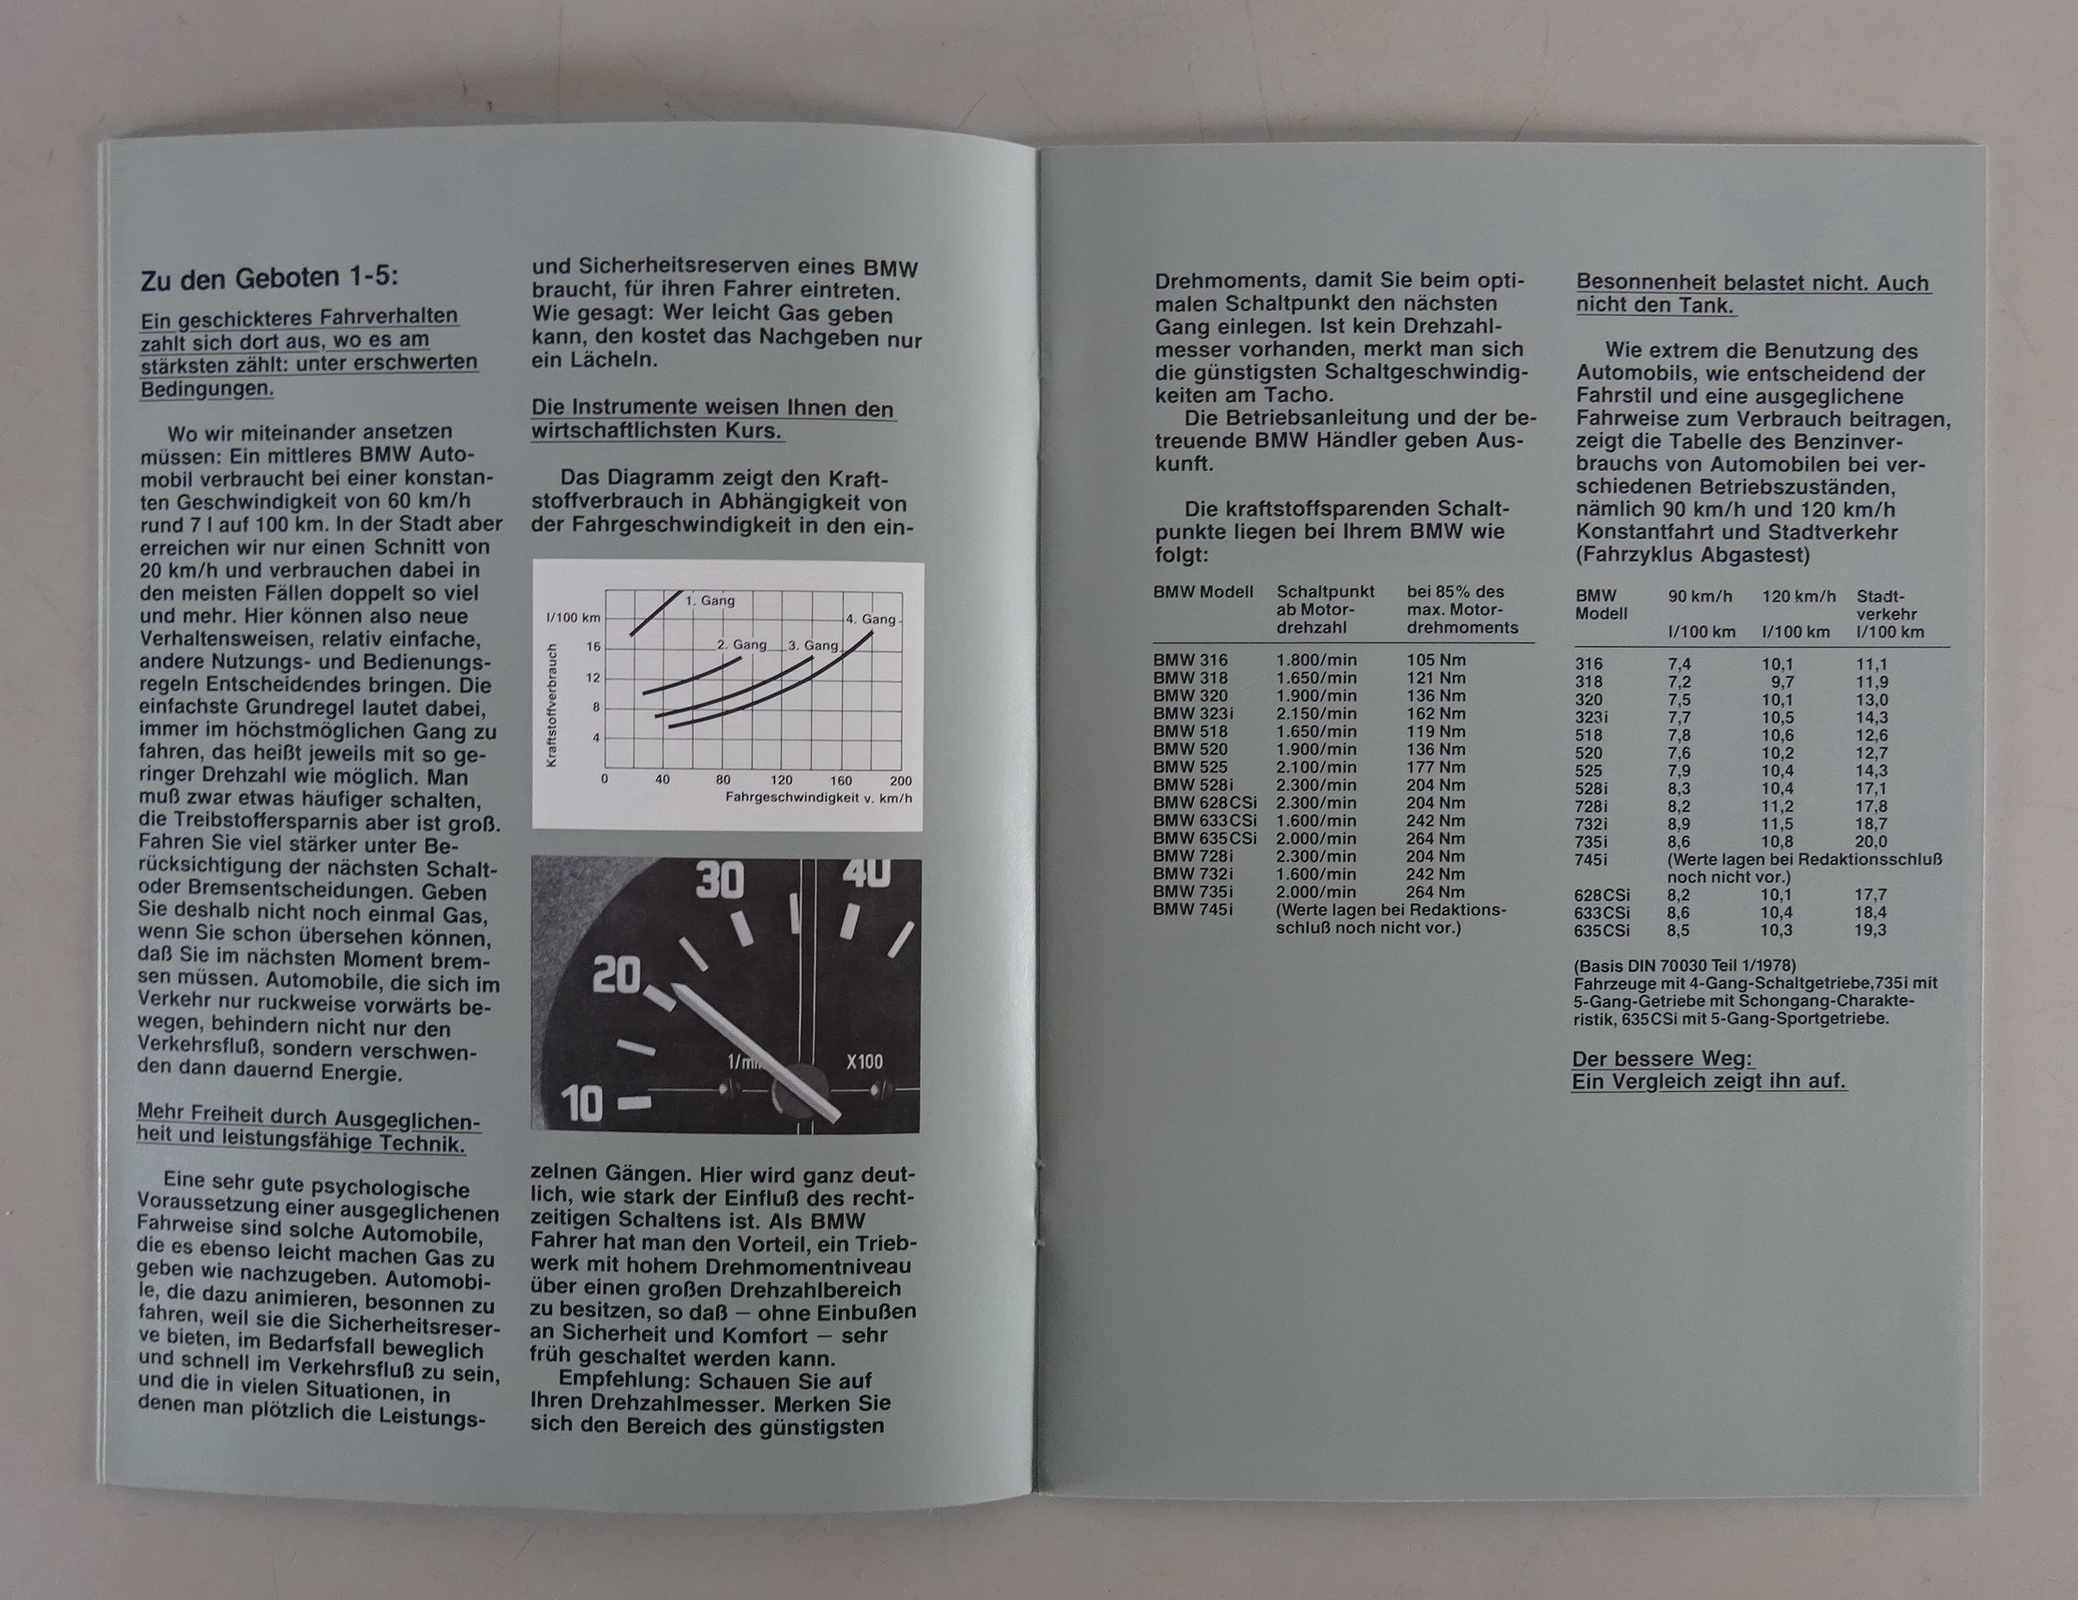 Zu den Geboten 1-5:
Ein geschickteres Fahrverhalten
zahlt sich dort aus, wo es am
stärksten zählt: unter erschwerten
Bedingungen.
Wo wir miteinander ansetzen
müssen: Ein mittleres BMW Auto-
mobil verbraucht bei einer konstan-
ten Geschwindigkeit von 60 km/h
rund 7 l auf 100 km. In der Stadt aber
erreichen wir nur einen Schnitt von
20 km/h und verbrauchen dabei in
den meisten Fällen doppelt so viel
und mehr. Hier können also neue
Verhaltensweisen, relativ einfache,
andere Nutzungs- und Bedienungs-
regeln Entscheidendes bringen. Die
einfachste Grundregel lautet dabei,
immer im höchstmöglichen Gang zu
fahren, das heißt jeweils mit so ge-
ringer Drehzahl wie möglich. Man
muß zwar etwas häufiger schalten,
die Treibstoffersparnis aber ist groß.
Fahren Sie viel stärker unter Be-
rücksichtigung der nächsten Schalt-
oder Bremsentscheidungen. Geben
Sie deshalb nicht noch einmal Gas,
wenn Sie schon übersehen können,
daß Sie im nächsten Moment brem-
sen müssen. Automobile, die sich im
Verkehr nur ruckweise vorwärts be-
wegen, behindern nicht nur den
Verkehrsfluß, sondern verschwen-
den dann dauernd Energie.
Mehr Freiheit durch Ausgeglichen-
heit und leistungsfähige Technik.
Eine sehr gute psychologische
Voraussetzung einer ausgeglichenen
Fahrweise sind solche Automobile,
die es ebenso leicht machen Gas zu
geben wie nachzugeben. Automobi-
le, die dazu animieren, besonnen zu
fahren, weil sie die Sicherheitsreser-
ve bieten, im Bedarfsfall beweglich
und schnell im Verkehrsfluß zu sein,
und die in vielen Situationen, in
denen man plötzlich die Leistungs-
und Sicherheitsreserven eines BMW
braucht, für ihren Fahrer eintreten.
Wie gesagt: Wer leicht Gas geben
kann, den kostet das Nachgeben nur
ein Lächeln.
Die Instrumente weisen Ihnen den
wirtschaftlichsten Kurs.
Das Diagramm zeigt den Kraft-
stoffverbrauch in Abhängigkeit von
der Fahrgeschwindigkeit in den ein-
1. Gang
l/100 km
4. Gang
2. Gang 3. Gang
16
12
8
4
Kraftstoffverbrauch
0 40 80 120 160 200
Fahrgeschwindigkeit v. km/h
30 40
20
1/min X100
10
zelnen Gängen. Hier wird ganz deut-
lich, wie stark der Einfluß des recht-
zeitigen Schaltens ist. Als BMW
Fahrer hat man den Vorteil, ein Trieb-
werk mit hohem Drehmomentniveau
über einen großen Drehzahlbereich
zu besitzen, so daß – ohne Einbußen
an Sicherheit und Komfort – sehr
früh geschaltet werden kann.
Empfehlung: Schauen Sie auf
Ihren Drehzahlmesser. Merken Sie
sich den Bereich des günstigsten
Drehmoments, damit Sie beim opti-
malen Schaltpunkt den nächsten
Gang einlegen. Ist kein Drehzahl-
messer vorhanden, merkt man sich
die günstigsten Schaltgeschwindig-
keiten am Tacho.
Die Betriebsanleitung und der be-
treuende BMW Händler geben Aus-
kunft.
Die kraftstoffsparenden Schalt-
punkte liegen bei Ihrem BMW wie
folgt:
BMW Modell Schaltpunkt bei 85% des
ab Motor- max. Motor-
drehzahl drehmoments
BMW 316 1.800/min 105 Nm
BMW 318 1.650/min 121 Nm
BMW 320 1.900/min 136 Nm
BMW 323i 2.150/min 162 Nm
BMW 518 1.650/min 119 Nm
BMW 520 1.900/min 136 Nm
BMW 525 2.100/min 177 Nm
BMW 528i 2.300/min 204 Nm
BMW 628CSi 2.300/min 204 Nm
BMW 633CSi 1.600/min 242 Nm
BMW 635CSi 2.000/min 264 Nm
BMW 728i 2.300/min 204 Nm
BMW 732i 1.600/min 242 Nm
BMW 735i 2.000/min 264 Nm
BMW 745i (Werte lagen bei Redaktions-
schluß noch nicht vor.)
Besonnenheit belastet nicht. Auch
nicht den Tank.
Wie extrem die Benutzung des
Automobils, wie entscheidend der
Fahrstil und eine ausgeglichene
Fahrweise zum Verbrauch beitragen,
zeigt die Tabelle des Benzinver-
brauchs von Automobilen bei ver-
schiedenen Betriebszuständen,
nämlich 90 km/h und 120 km/h
Konstantfahrt und Stadtverkehr
(Fahrzyklus Abgastest)
BMW 90 km/h 120 km/h Stadt-
Modell verkehr
l/100 km l/100 km l/100 km
316 7,4 10,1 11,1
318 7,2 9,7 11,9
320 7,5 10,1 13,0
323i 7,7 10,5 14,3
518 7,8 10,6 12,6
520 7,6 10,2 12,7
525 7,9 10,4 14,3
528i 8,3 10,4 17,1
728i 8,2 11,2 17,8
732i 8,9 11,5 18,7
735i 8,6 10,8 20,0
745i (Werte lagen bei Redaktionsschluß
noch nicht vor.)
628CSi 8,2 10,1 17,7
633CSi 8,6 10,4 18,4
635CSi 8,5 10,3 19,3
(Basis DIN 70030 Teil 1/1978)
Fahrzeuge mit 4-Gang-Schaltgetriebe,735i mit
5-Gang-Getriebe mit Schongang-Charakte-
ristik, 635CSi mit 5-Gang-Sportgetriebe.
Der bessere Weg:
Ein Vergleich zeigt ihn auf.